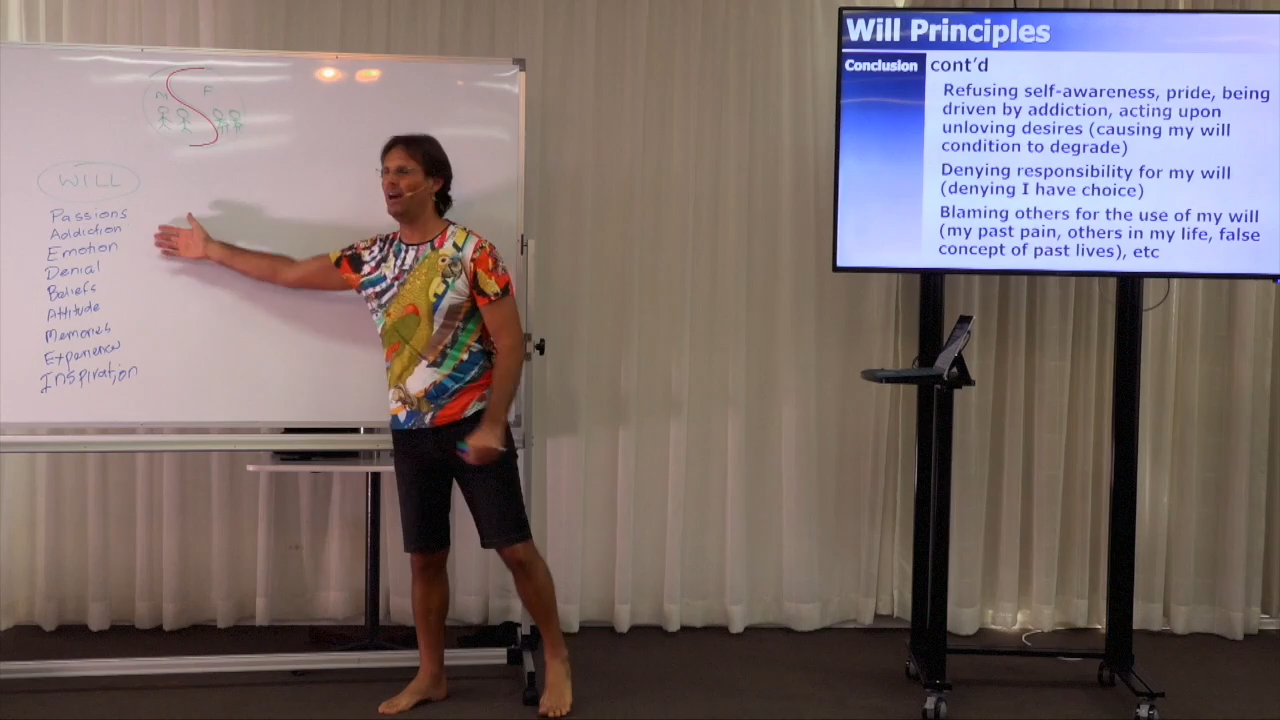 M F
WILL
Passions
Addiction
Emotion
Denial
Beliefs
Attitude
Memories
Experiences
Inspiration
Will Principles
Conclusion cont'd
Refusing self-awareness, pride, being
driven by addiction, acting upon
unloving desires (causing my will
condition to degrade)
Denying responsibility for my will
(denying I have choice)
Blaming others for the use of my will
(my past pain, others in my life, false
concept of past lives), etc